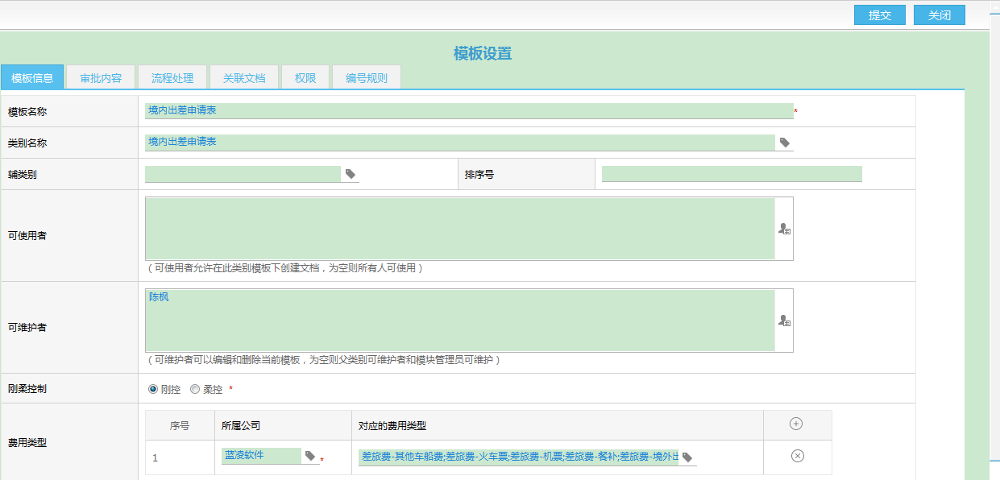 提交 关闭
模板设置
模板信息 审批内容 流程处理 关联文档 权限 编号规则
模板名称 境内出差申请表 *
类别名称 境内出差申请表
辅类别 排序号
可使用者
( 可使用者允许在此类别模板下创建文档，为空则所有人可使用 )
可维护者 陈枫
( 可维护者可以编辑和删除当前模板，为空则父类别可维护者和模块管理员可维护 )
刚柔控制 刚控 柔控 *
费用类型
序号 所属公司 对应的费用类型
1 蓝凌软件 * 差旅费-其他车船费;差旅费-火车票;差旅费-机票;差旅费-餐补;差旅费-境外